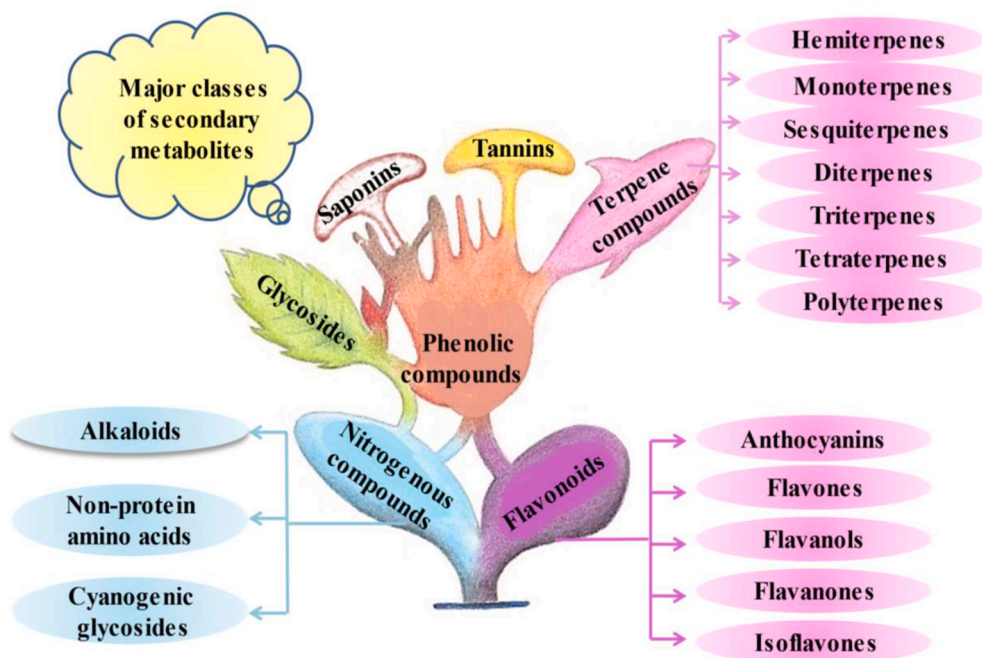 Major classes
of secondary
metabolites
Saponins
Tannins
Terpene
compounds
Hemiterpenes
Monoterpenes
Sesquiterpenes
Diterpenes
Triterpenes
Tetraterpenes
Polyterpenes
Glycosides
Phenolic
compounds
Nitrogenous
compounds
Flavonoids
Alkaloids
Non-protein
amino acids
Cyanogenic
glycosides
Anthocyanins
Flavones
Flavanols
Flavanones
Isoflavones